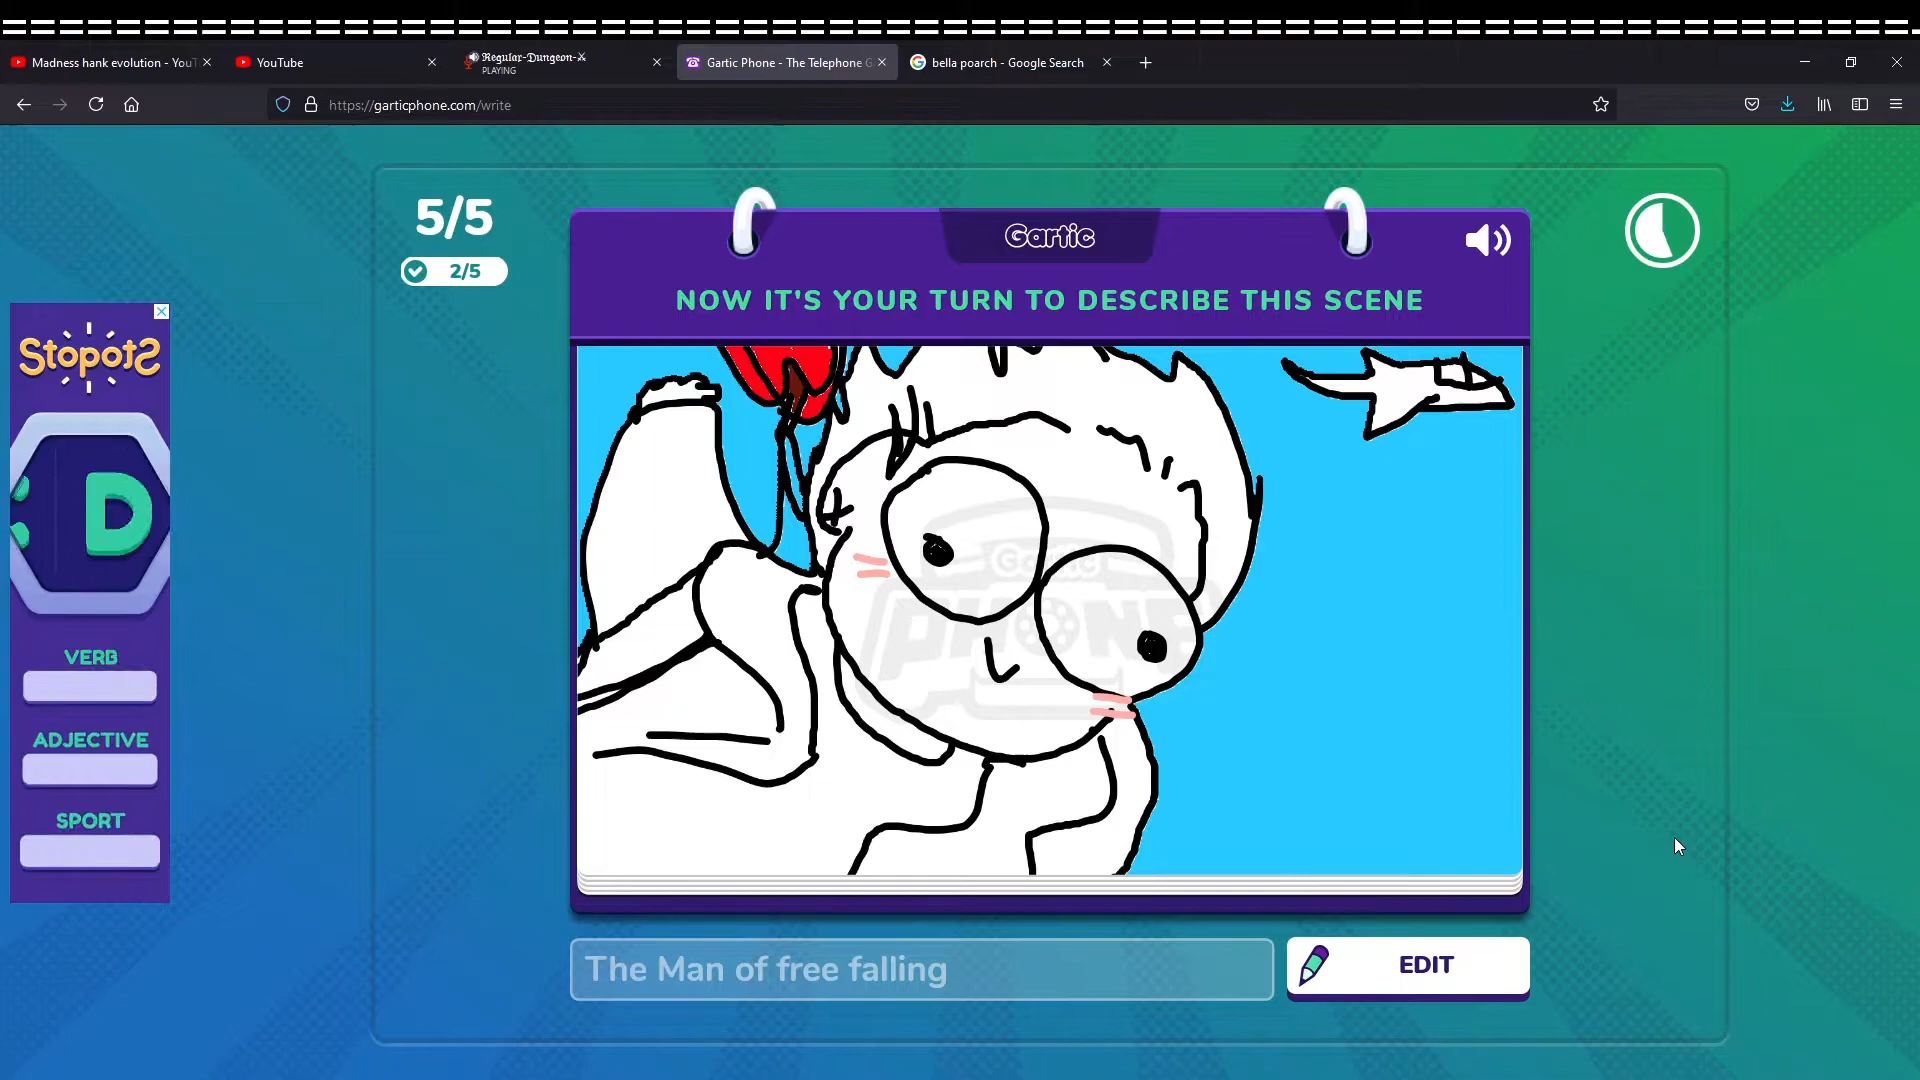 Madness hank evolution - YouT
YouTube
🔊 𝕽𝖊𝖌𝖚𝖑𝖆𝖗-𝕯𝖚𝖓𝖌𝖊𝖔𝖓-⚔
PLAYING
Gartic Phone - The Telephone G
bella poarch - Google Search
https://garticphone.com/write
5/5
2/5
Gartic
NOW IT'S YOUR TURN TO DESCRIBE THIS SCENE
StopotS
D
VERB
ADJECTIVE
SPORT
Gartic
PHONE
The Man of free falling
EDIT